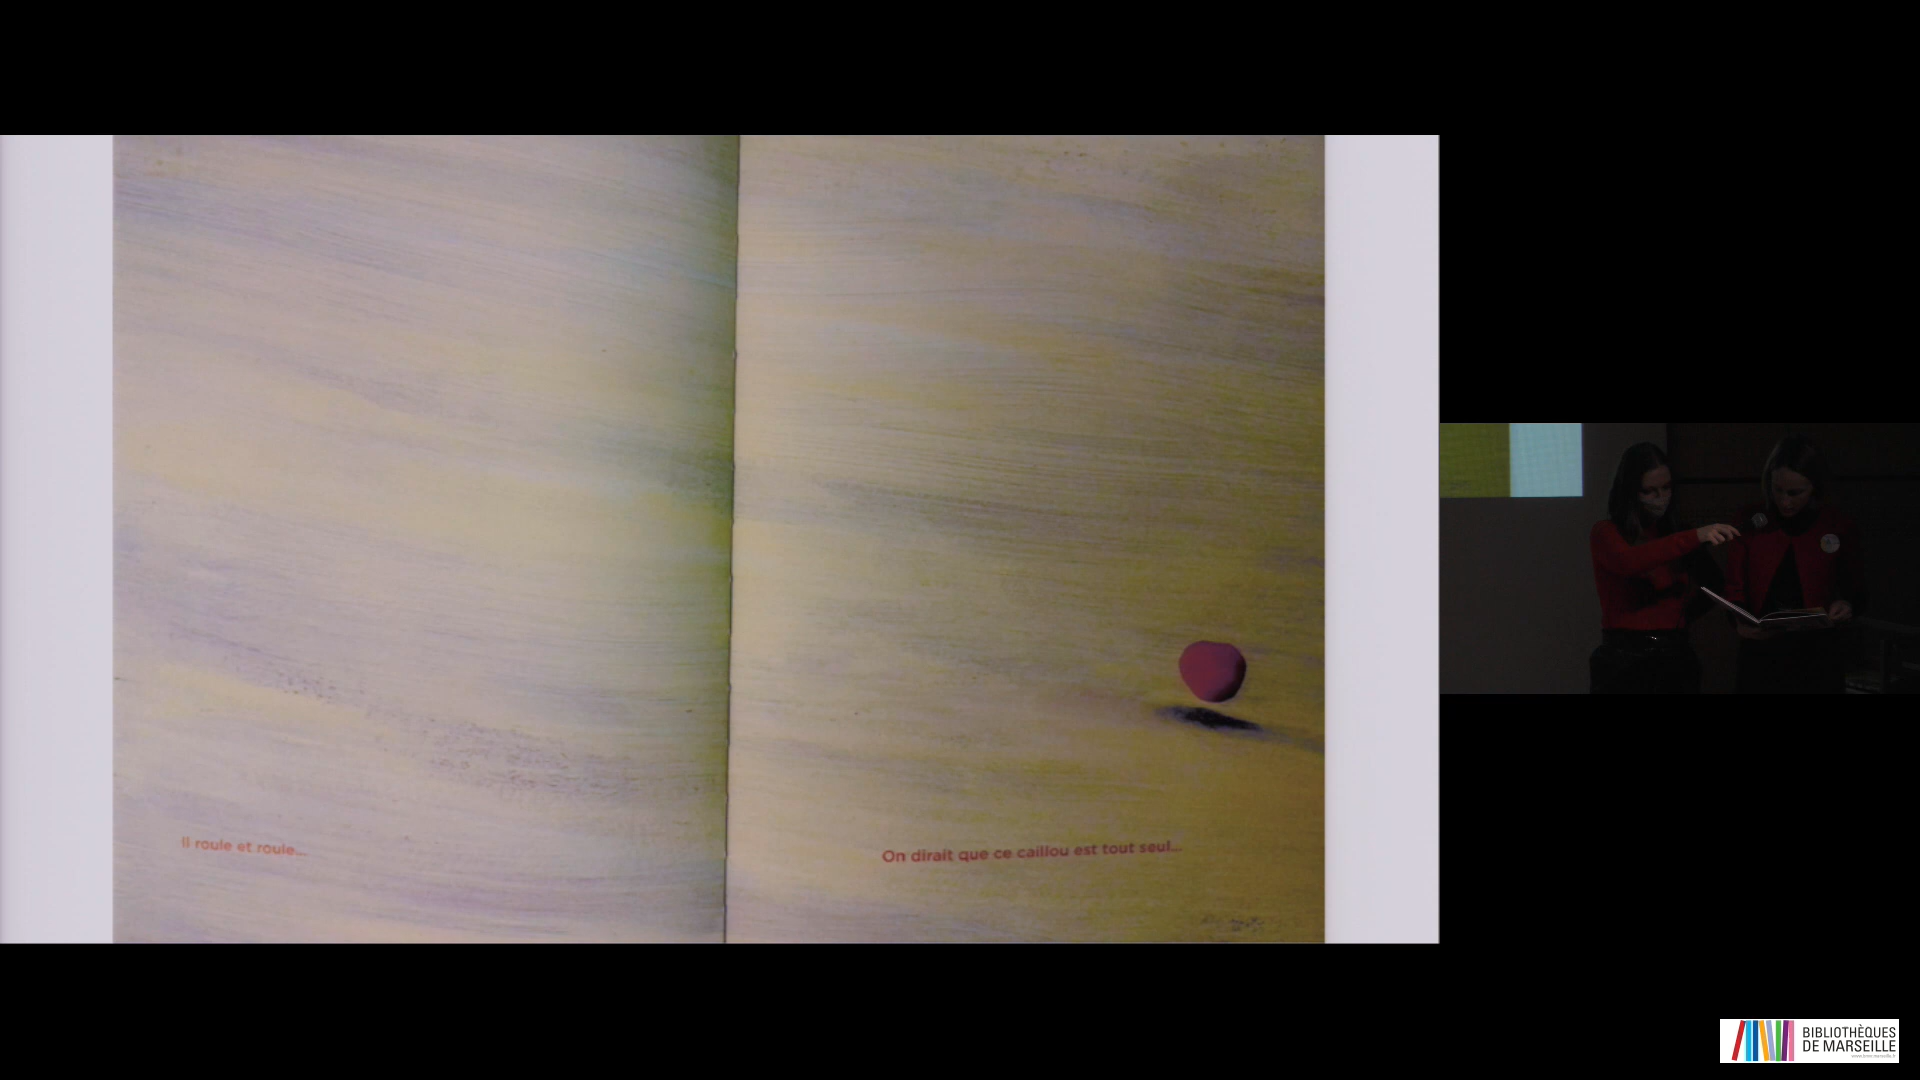 Il roule et roule...
On dirait que ce caillou est tout seul...
BIBLIOTHÈQUES
DE MARSEILLE